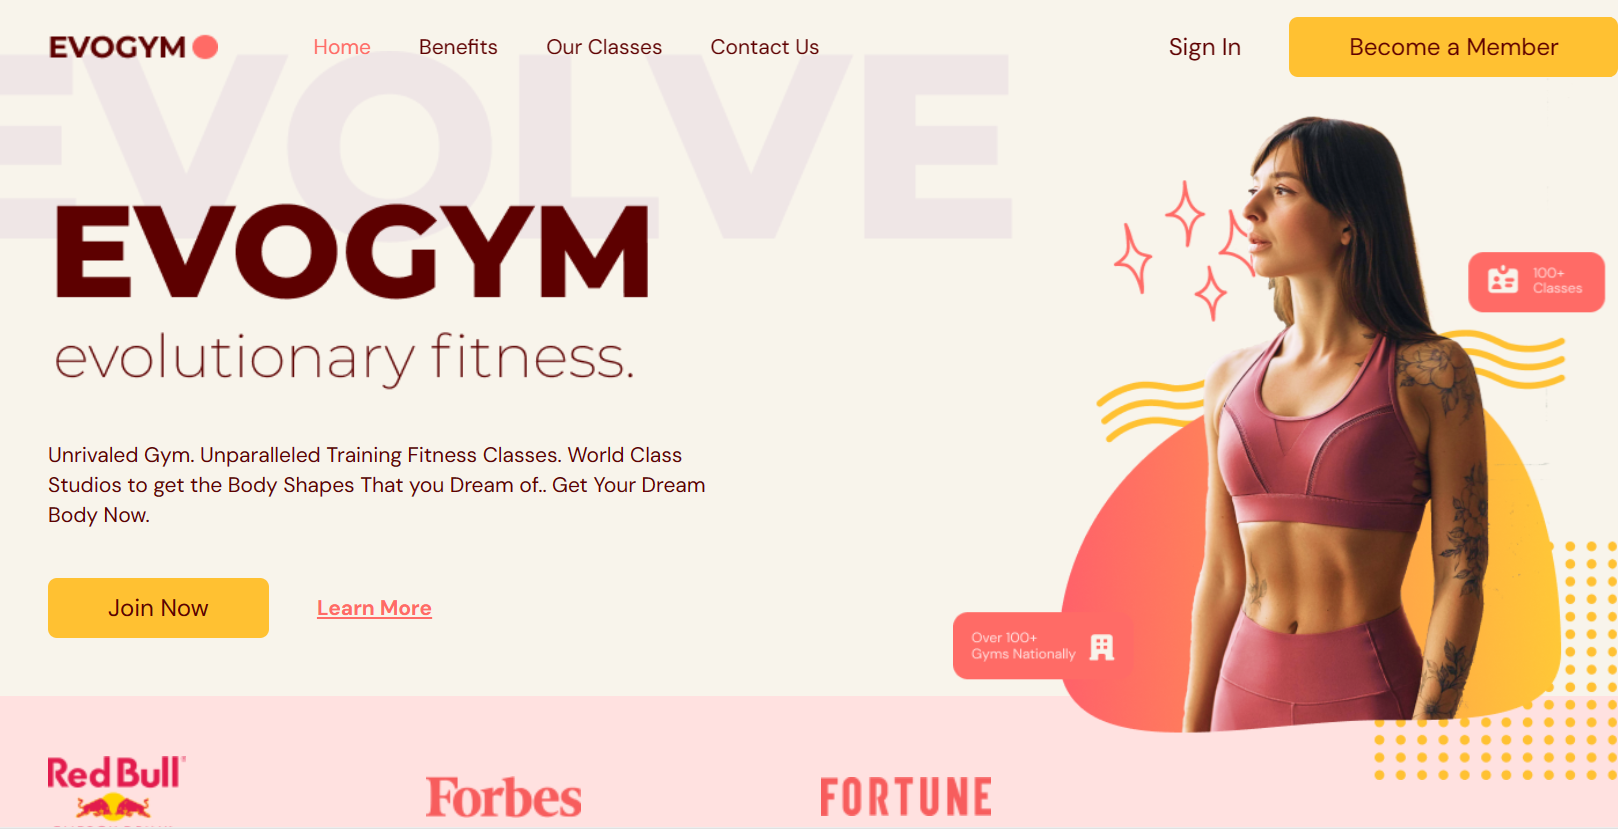 EVOGYM
Home
Benefits
Our Classes
Contact Us
Sign In
Become a Member
EVOLVE
EVOGYM
evolutionary fitness.
100+
Classes
Unrivaled Gym. Unparalleled Training Fitness Classes. World Class
Studios to get the Body Shapes That you Dream of.. Get Your Dream
Body Now.
Join Now
Learn More
Over 100+
Gyms Nationally
Red Bull
Forbes
FORTUNE